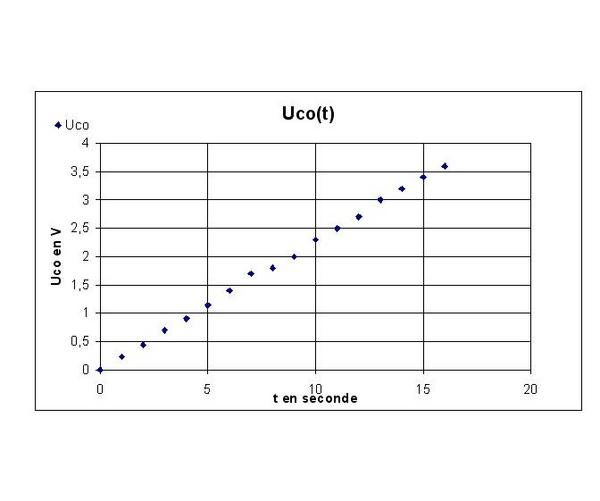 Uco(t)
Uco
4
3,5
3
2,5
2
1,5
1
0,5
0
Uco en V
0 5 10 15 20
t en seconde